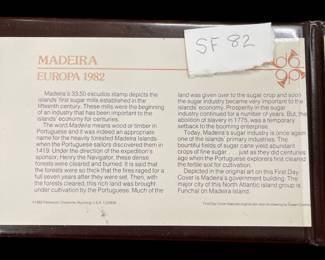 SF 82
MADEIRA
EUROPA 1982
Madeira's 33.50 escudos stamp depicts the
islands' first sugar mills established in the
fifteenth century. These mills were the beginning
of an industry that has been important to the
islands' economy for centuries.
The word Madeira means wood or timber in
Portuguese and it was indeed an appropriate
name for the heavily forested Madeira Islands,
when the Portuguese sailors discovered them in
1419. Under the direction of the expedition's
sponsor, Henry the Navigator, these dense
forests were cleared and burned. It is said that
the forests were so thick that the fires raged for a
full seven years after they were set. Then, with
the forests cleared, this rich land was brought
under cultivation by the Portuguese. Much of the
land was given over to the sugar crop and soon
the sugar industry became very important to the
islands' economy. Prosperity in the sugar
industry continued for a number of years. But, the
abolition of slavery in 1775, was a temporary
setback to the booming enterprise.
Today, Madeira's sugar industry is once again
one of the islands' primary industries. The
bountiful fields of sugar cane yield abundant
crops of fine sugar . . . just as they did centuries
ago when the Portuguese explorers first cleared
the fertile soil for cultivation.
Depicted in the original art on this First Day
Cover is Madeira's government building. The
major city of this North Atlantic island group is
Funchal on Madeira Island.